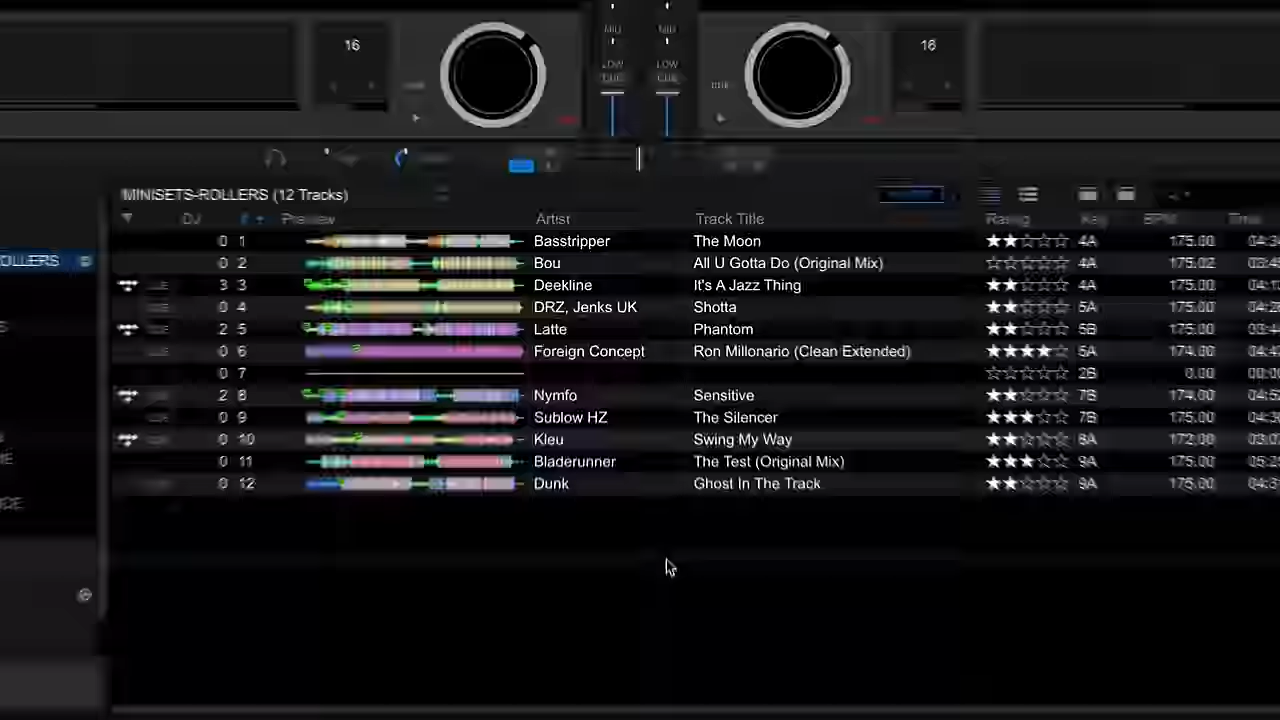 MID MID
16 LOW LOW 16
CUE CUE
MINISETS-ROLLERS (12 Tracks)
DJ # Preview Artist Track Title Rating Key BPM Time
0 1 Basstripper The Moon 4A 175.00
OLLERS 0 2 Bou All U Gotta Do (Original Mix) 4A 175.02
3 3 Deekline It's A Jazz Thing 4A 175.00
0 4 DRZ, Jenks UK Shotta 5A 175.00
2 5 Latte Phantom 5B 175.00
0 6 Foreign Concept Ron Millonario (Clean Extended) 5A 174.00
0 7 2B 0.00
2 8 Nymfo Sensitive 7B 174.00
0 9 Sublow HZ The Silencer 7B 175.00
0 10 Kleu Swing My Way 8A 172.00
0 11 Bladerunner The Test (Original Mix) 9A 175.00
0 12 Dunk Ghost In The Track 9A 175.00